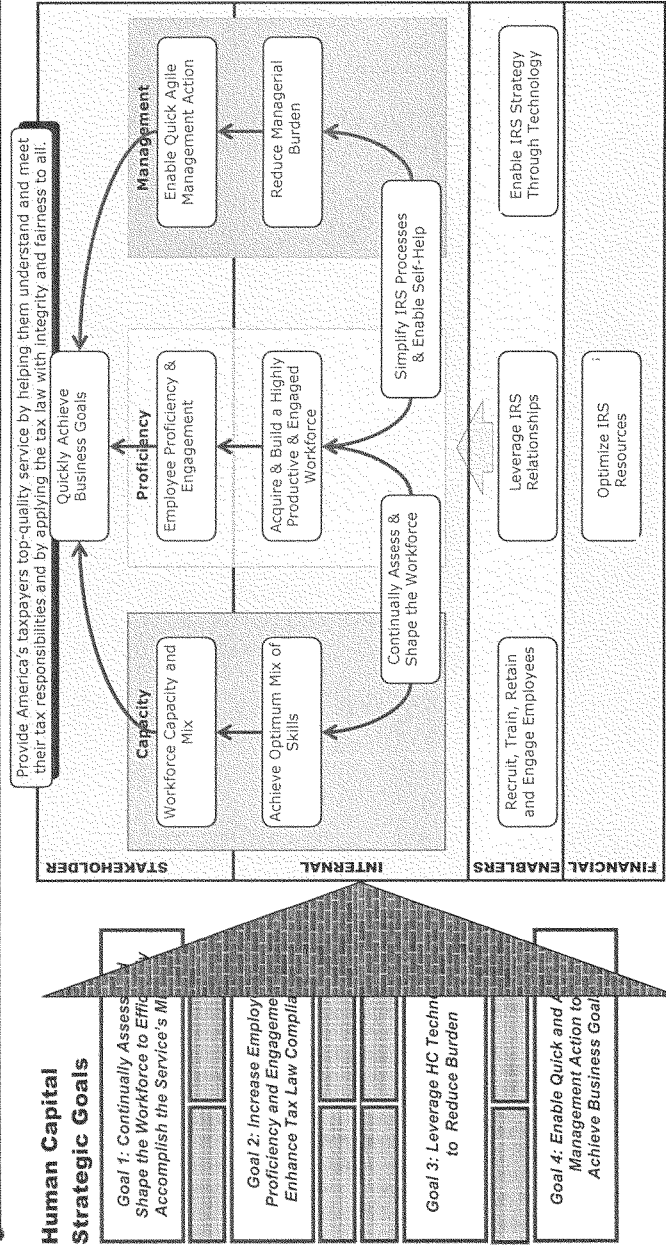 Human Capital
Strategic Goals
Goal 1: Continually Assess
Shape the Workforce to
Accomplish the Service's
Goal 2: Increase
Proficiency and
Enhance Tax Law
Goal 3: Leverage HC
to Reduce Burden
Goal 4: Enable Quick and
Management Action to
Achieve Business
Provide America's taxpayers top-quality service by helping them understand and meet
their tax responsibilities and by applying the tax law with integrity and fairness to all.
STAKEHOLDER
Quickly Achieve
Business Goals
Capacity
Workforce Capacity and
Mix
Proficiency
Employee Proficiency &
Engagement
Management
Enable Quick Agile
Management Action
INTERNAL
Achieve Optimum Mix of
Skills
Acquire & Build a Highly
Productive & Engaged
Workforce
Reduce Managerial
Burden
Continually Assess &
Shape the Workforce
Simplify IRS Processes
& Enable Self-Help
ENABLERS
Recruit, Train, Retain
and Engage Employees
Leverage IRS
Relationships
Enable IRS Strategy
Through Technology
FINANCIAL
Optimize IRS
Resources